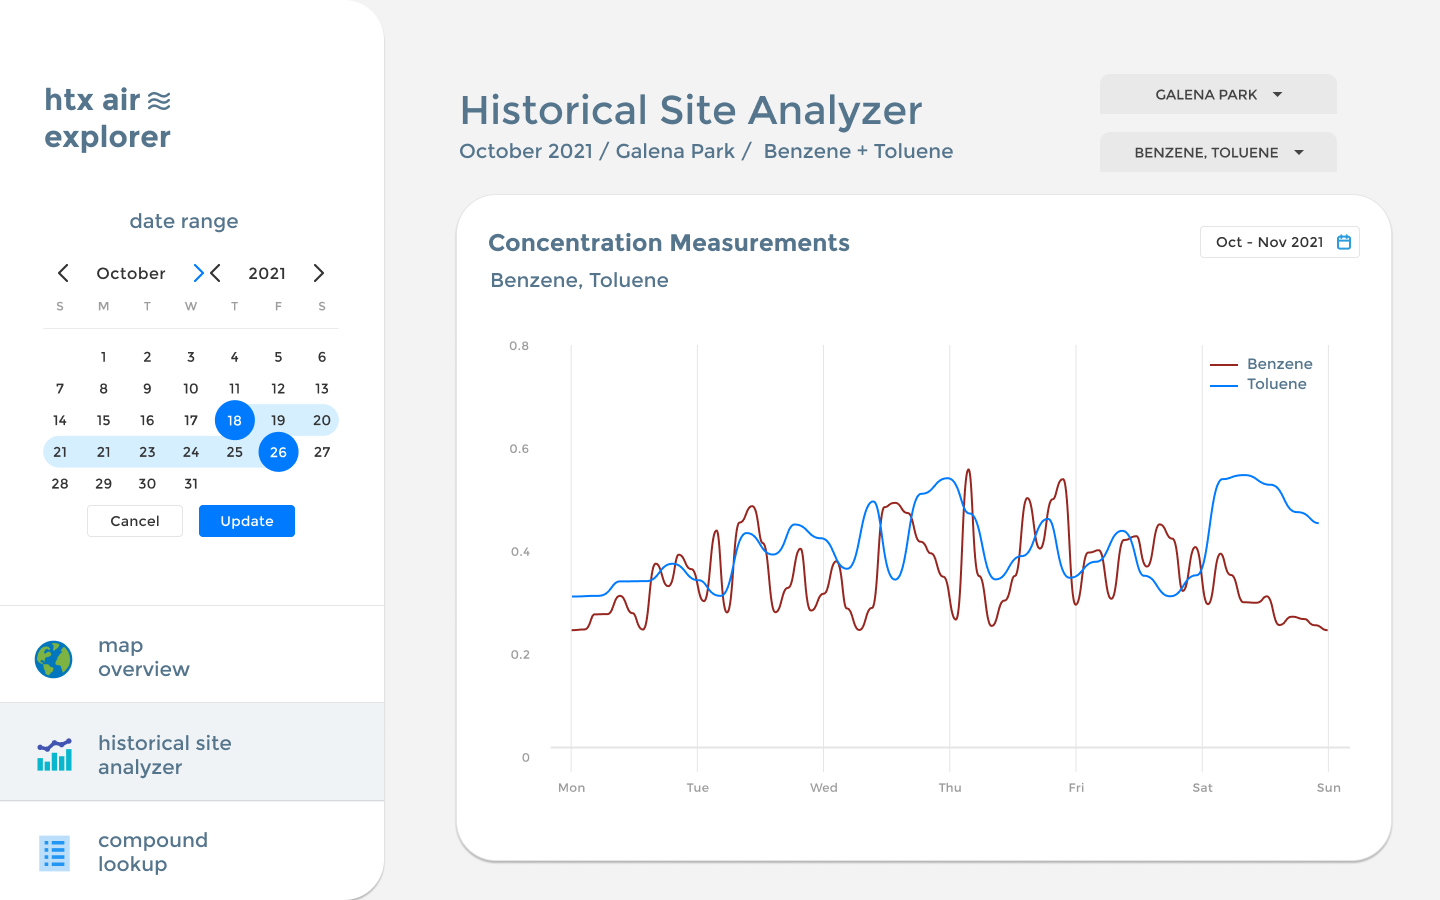 htx air
explorer
date range
October 2021
S M T W T F S
1 2 3 4 5 6
7 8 9 10 11 12 13
14 15 16 17 18 19 20
21 21 23 24 25 26 27
28 29 30 31
Cancel Update
map
overview
historical site
analyzer
compound
lookup
Historical Site Analyzer
October 2021 / Galena Park / Benzene + Toluene
GALENA PARK
BENZENE, TOLUENE
Concentration Measurements
Benzene, Toluene
Oct - Nov 2021
Benzene
Toluene
0.8
0.6
0.4
0.2
0
Mon Tue Wed Thu Fri Sat Sun